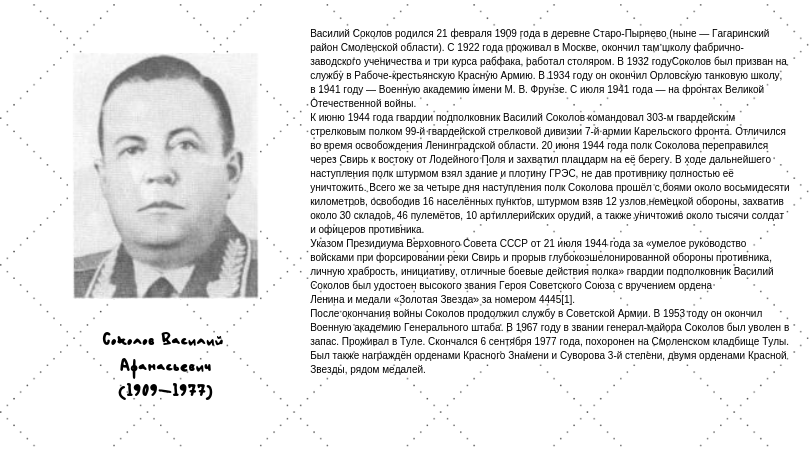 Василий Соколов родился 21 февраля 1909 года в деревне Старо-Пырнево (ныне — Гагаринский
район Смоленской области). С 1922 года проживал в Москве, окончил там школу фабрично-
заводского ученичества и три курса рабфака, работал столяром. В 1932 годуСоколов был призван на
службу в Рабоче-крестьянскую Красную Армию. В 1934 году он окончил Орловскую танковую школу,
в 1941 году — Военную академию имени М. В. Фрунзе. С июля 1941 года — на фронтах Великой
Отечественной войны.
К июню 1944 года гвардии подполковник Василий Соколов командовал 303-м гвардейским
стрелковым полком 99-й гвардейской стрелковой дивизии 7-й армии Карельского фронта. Отличился
во время освобождения Ленинградской области. 20 июня 1944 года полк Соколова переправился
через Свирь к востоку от Лодейного Поля и захватил плацдарм на её берегу. В ходе дальнейшего
наступления полк штурмом взял здание и плотину ГРЭС, не дав противнику полностью её
уничтожить. Всего же за четыре дня наступления полк Соколова прошёл с боями около восьмидесяти
километров, освободив 16 населённых пунктов, штурмом взяв 12 узлов немецкой обороны, захватив
около 30 складов, 46 пулемётов, 10 артиллерийских орудий, а также уничтожив около тысячи солдат
и офицеров противника.
Указом Президиума Верховного Совета СССР от 21 июля 1944 года за «умелое руководство
войсками при форсировании реки Свирь и прорыв глубокоэшелонированной обороны противника,
личную храбрость, инициативу, отличные боевые действия полка» гвардии подполковник Василий
Соколов был удостоен высокого звания Героя Советского Союза с вручением ордена
Ленина и медали «Золотая Звезда» за номером 4445[1].
После окончания войны Соколов продолжил службу в Советской Армии. В 1953 году он окончил
Военную академию Генерального штаба. В 1967 году в звании генерал-майора Соколов был уволен в
запас. Проживал в Туле. Скончался 6 сентября 1977 года, похоронен на Смоленском кладбище Тулы.
Был также награждён орденами Красного Знамени и Суворова 3-й степени, двумя орденами Красной
Звезды, рядом медалей.
Соколов Василий
Афанасьевич
(1909—1977)